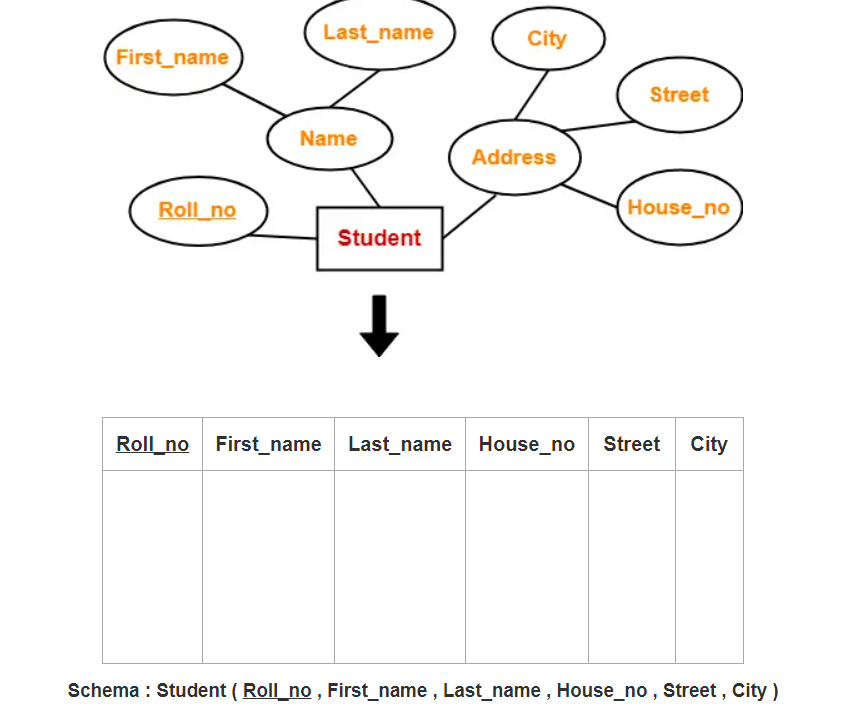 Last_name
City
First_name
Street
Name
Address
Roll_no
House_no
Student
Roll_no First_name Last_name House_no Street City
Schema : Student ( Roll_no , First_name , Last_name , House_no , Street , City )